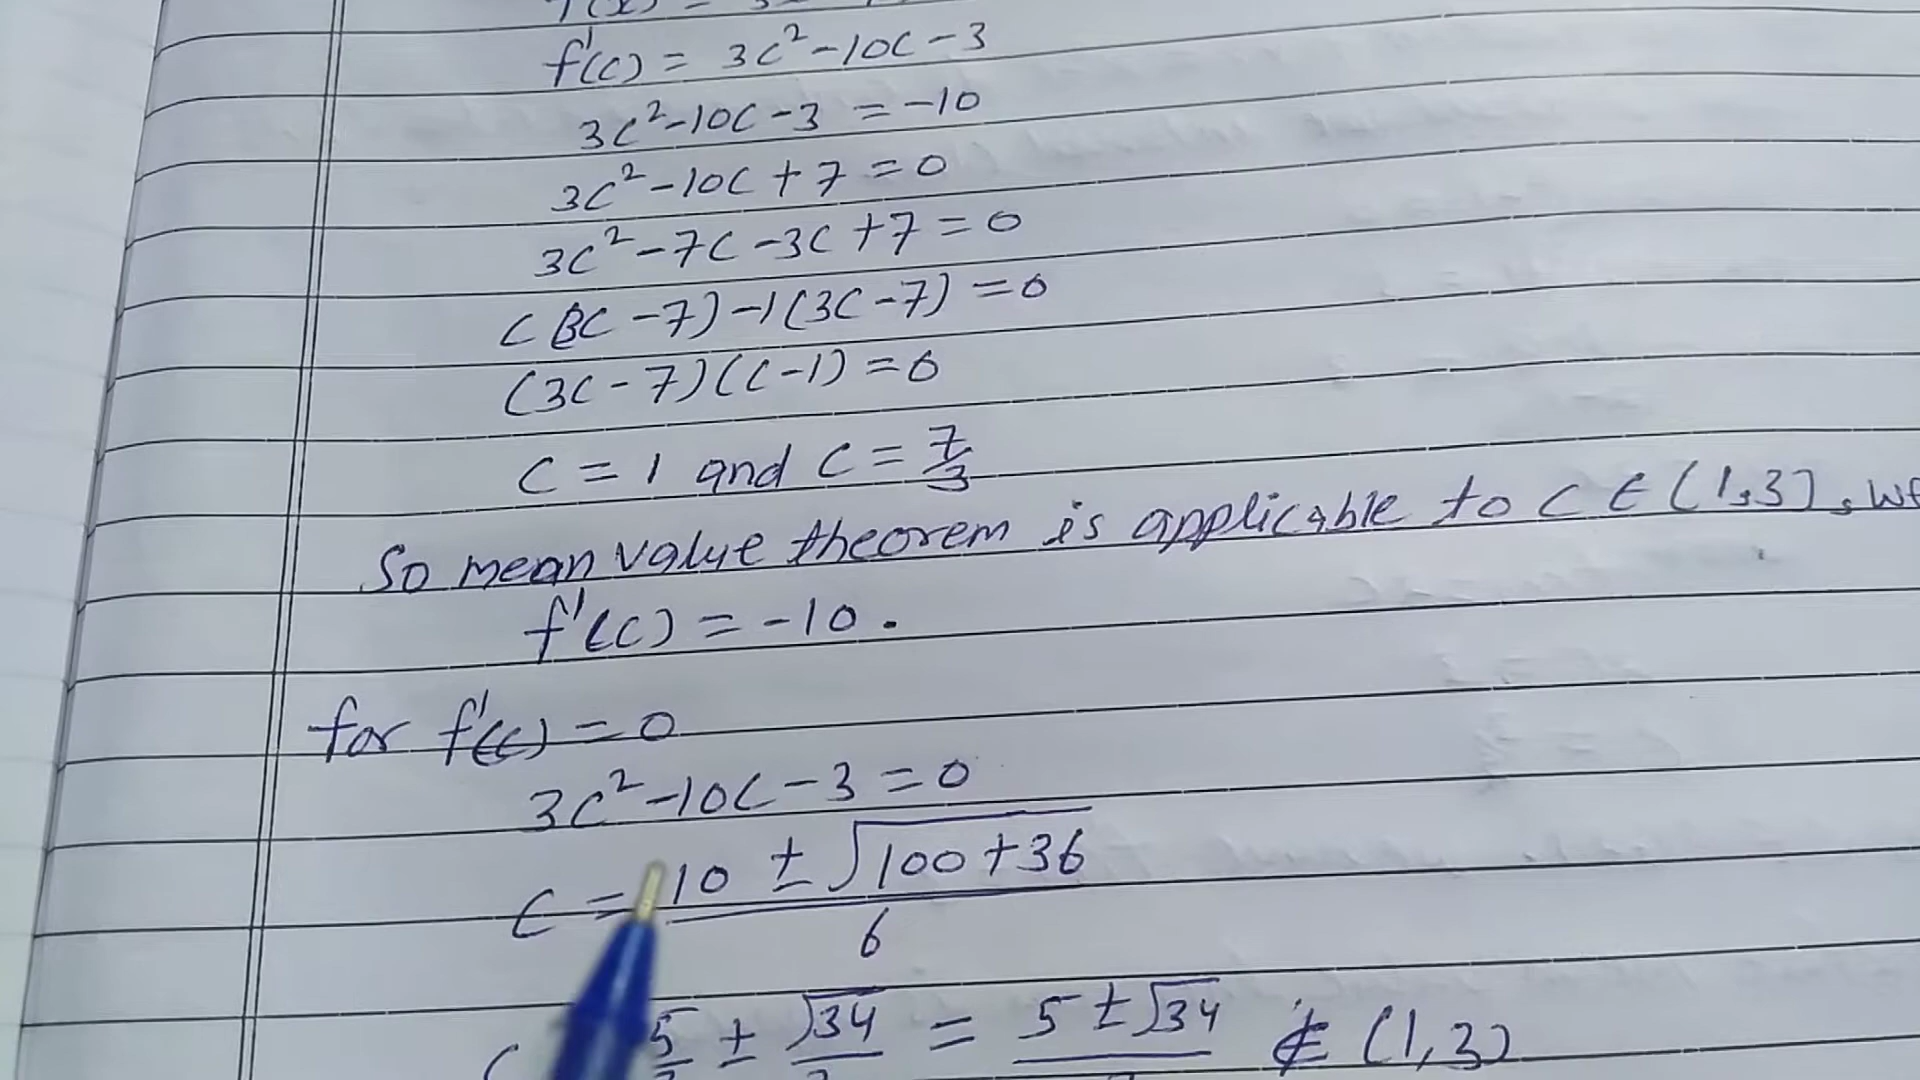 f'(c) = 3c² - 10c - 3
3c² - 10c - 3 = -10
3c² - 10c + 7 = 0
3c² - 7c - 3c + 7 = 0
c(3c - 7) - 1(3c - 7) = 0
(3c - 7)(c - 1) = 0
c = 1 and c = 7/3
So mean value theorem is applicable to c ∈ (1,3),
f'(c) = -10.
for f'(c) = 0
3c² - 10c - 3 = 0
c = (10 ± √(100 + 36))/6
5 ± √34 = 5 ± √34 ∉ (1,3)